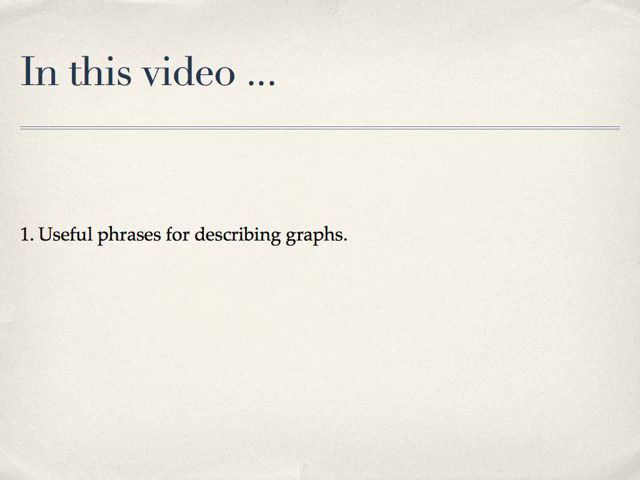 In this video ...
1. Useful phrases for describing graphs.